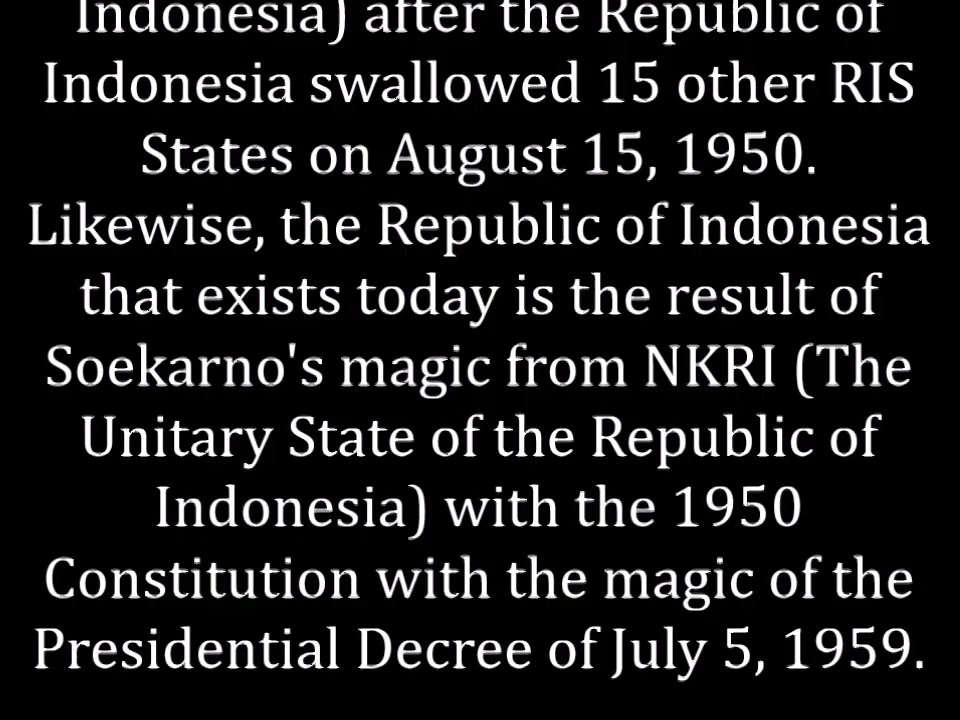 Indonesia) after the Republic of
Indonesia swallowed 15 other RIS
States on August 15, 1950.
Likewise, the Republic of Indonesia
that exists today is the result of
Soekarno's magic from NKRI (The
Unitary State of the Republic of
Indonesia) with the 1950
Constitution with the magic of the
Presidential Decree of July 5, 1959.